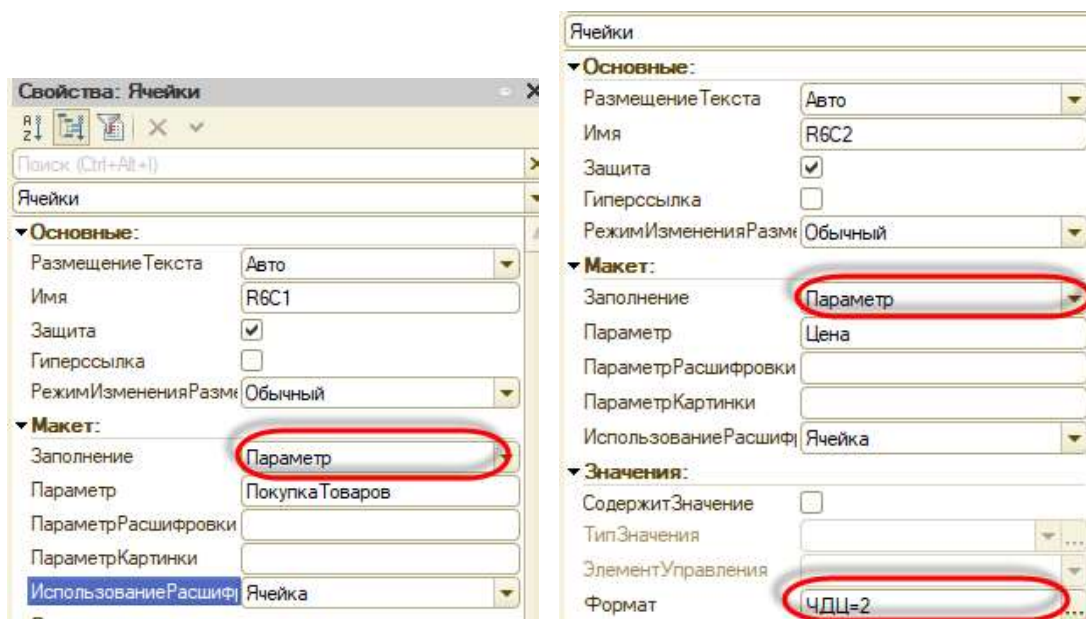 Свойства: Ячейки
Поиск (Ctrl+Alt+I)
Ячейки
Основные:
РазмещениеТекста Авто
Имя R6C1
Защита
Гиперссылка
РежимИзмененияРазме Обычный
Макет:
Заполнение Параметр
Параметр ПокупкаТоваров
ПараметрРасшифровки
ПараметрКартинки
ИспользованиеРасшиф Ячейка
Ячейки
Основные:
РазмещениеТекста Авто
Имя R6C2
Защита
Гиперссылка
РежимИзмененияРазме Обычный
Макет:
Заполнение Параметр
Параметр Цена
ПараметрРасшифровки
ПараметрКартинки
ИспользованиеРасшиф Ячейка
Значения:
СодержитЗначение
ТипЗначения
ЭлементУправления
Формат ЧДЦ=2